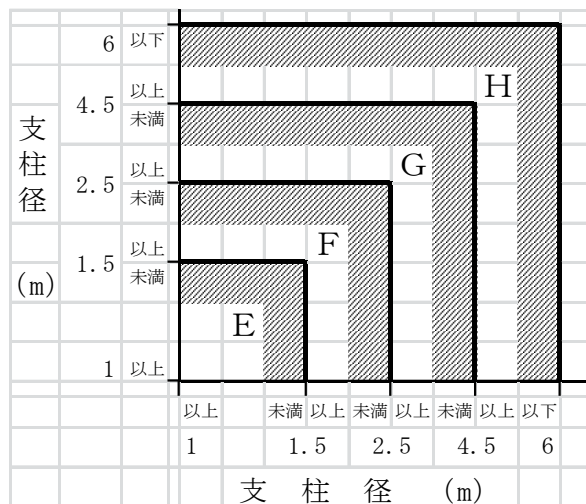 6 以下
以上
4.5
未満
H
支柱径
(m)
G
以上
2.5
未満
F
以上
1.5
未満
E
1 以上
以上 未満 以上 未満 以上 未満 以上 以下
1 1.5 2.5 4.5 6
支 柱 径 (m)